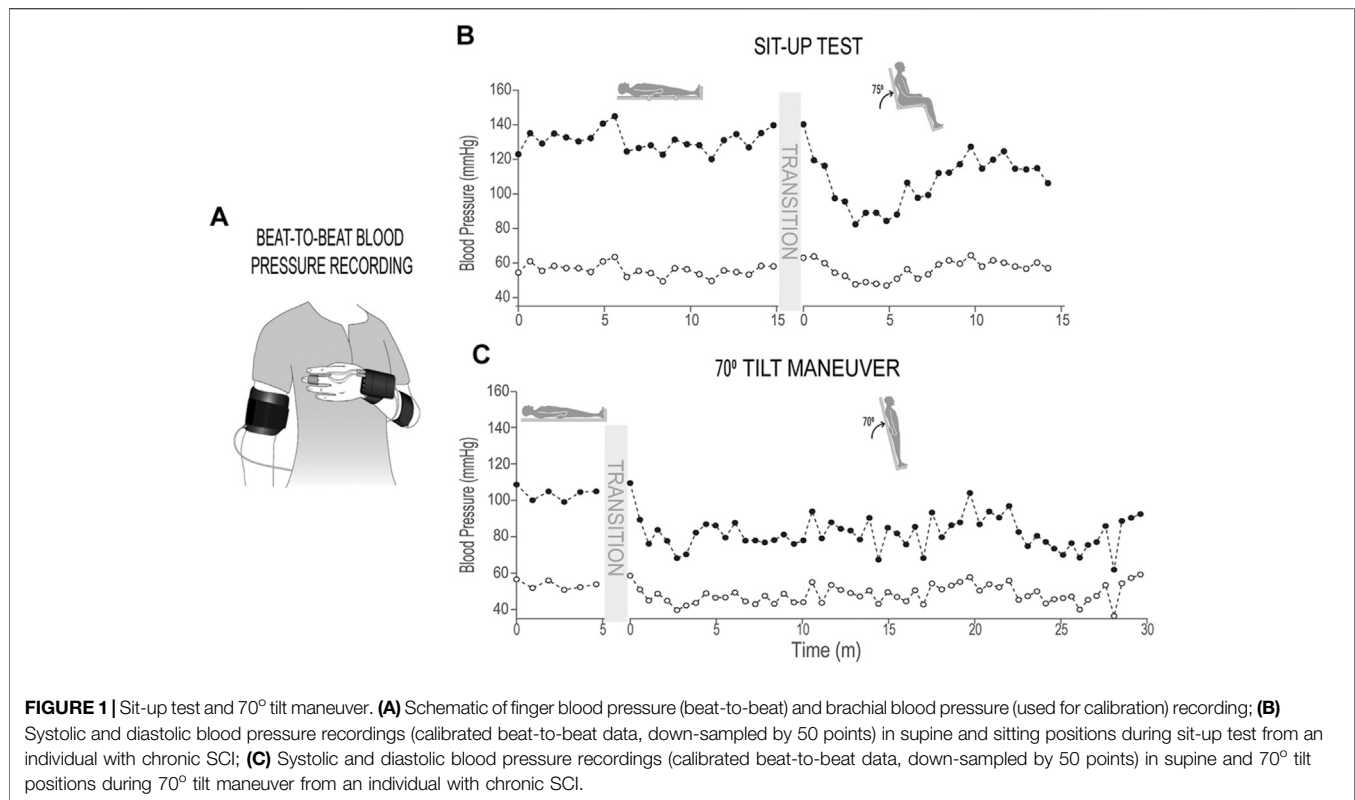 A
BEAT-TO-BEAT BLOOD
PRESSURE RECORDING
B
SIT-UP TEST
Blood Pressure (mmHg)
160
140
120
100
80
60
40
TRANSITION
75º
0
5
10
15
0
5
10
15
C
70º TILT MANEUVER
Blood Pressure (mmHg)
160
140
120
100
80
60
40
TRANSITION
70º
0
5
0
5
10
15
20
25
30
Time (m)
FIGURE 1 | Sit-up test and 70° tilt maneuver. (A) Schematic of finger blood pressure (beat-to-beat) and brachial blood pressure (used for calibration) recording; (B)
Systolic and diastolic blood pressure recordings (calibrated beat-to-beat data, down-sampled by 50 points) in supine and sitting positions during sit-up test from an
individual with chronic SCI; (C) Systolic and diastolic blood pressure recordings (calibrated beat-to-beat data, down-sampled by 50 points) in supine and 70° tilt
positions during 70° tilt maneuver from an individual with chronic SCI.